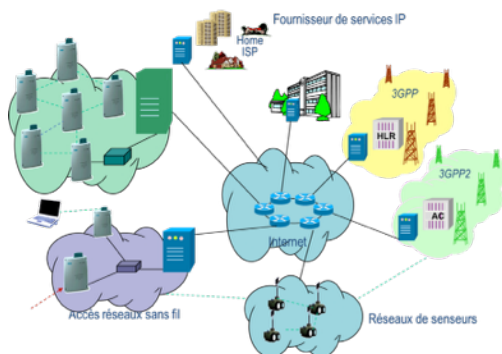 Fournisseur de services IP
Home
ISP
3GPP
HLR
3GPP2
AC
Internet
Accès réseaux sans fil
Réseaux de senseurs